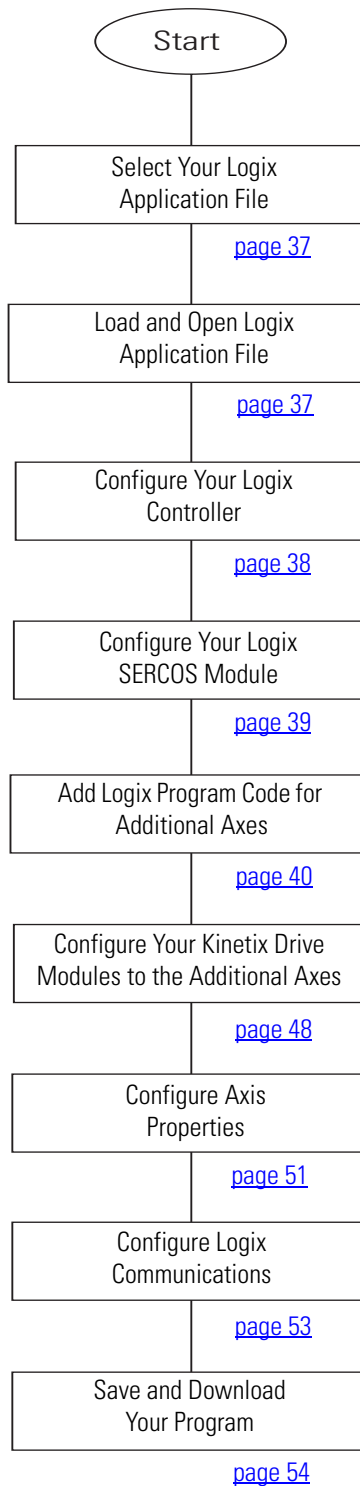 Start
Select Your Logix
Application File
page 37
Load and Open Logix
Application File
page 37
Configure Your Logix
Controller
page 38
Configure Your Logix
SERCOS Module
page 39
Add Logix Program Code for
Additional Axes
page 40
Configure Your Kinetix Drive
Modules to the Additional Axes
page 48
Configure Axis
Properties
page 51
Configure Logix
Communications
page 53
Save and Download
Your Program
page 54